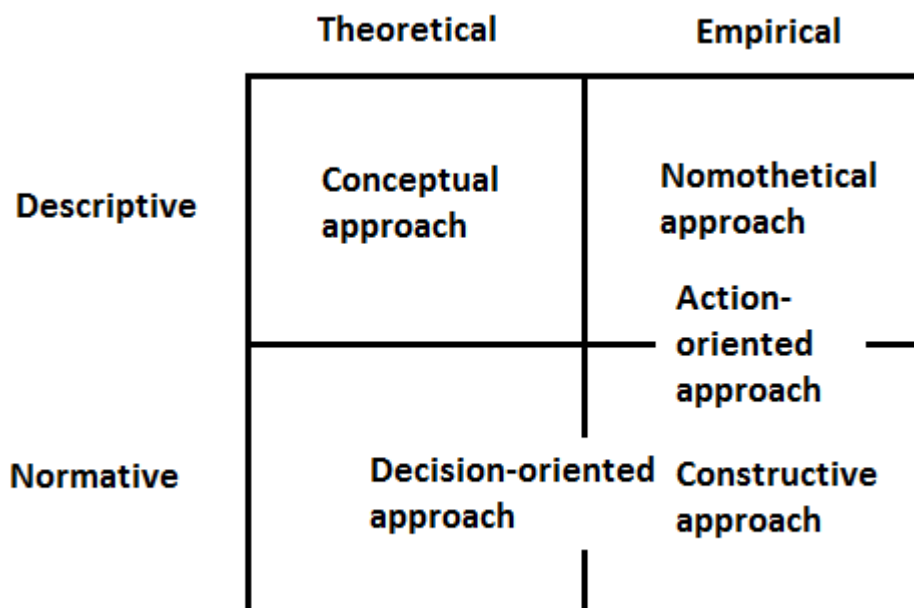 Theoretical
Empirical
Descriptive
Conceptual
approach
Nomothetical
approach
Action-
oriented
approach
Normative
Decision-oriented
approach
Constructive
approach